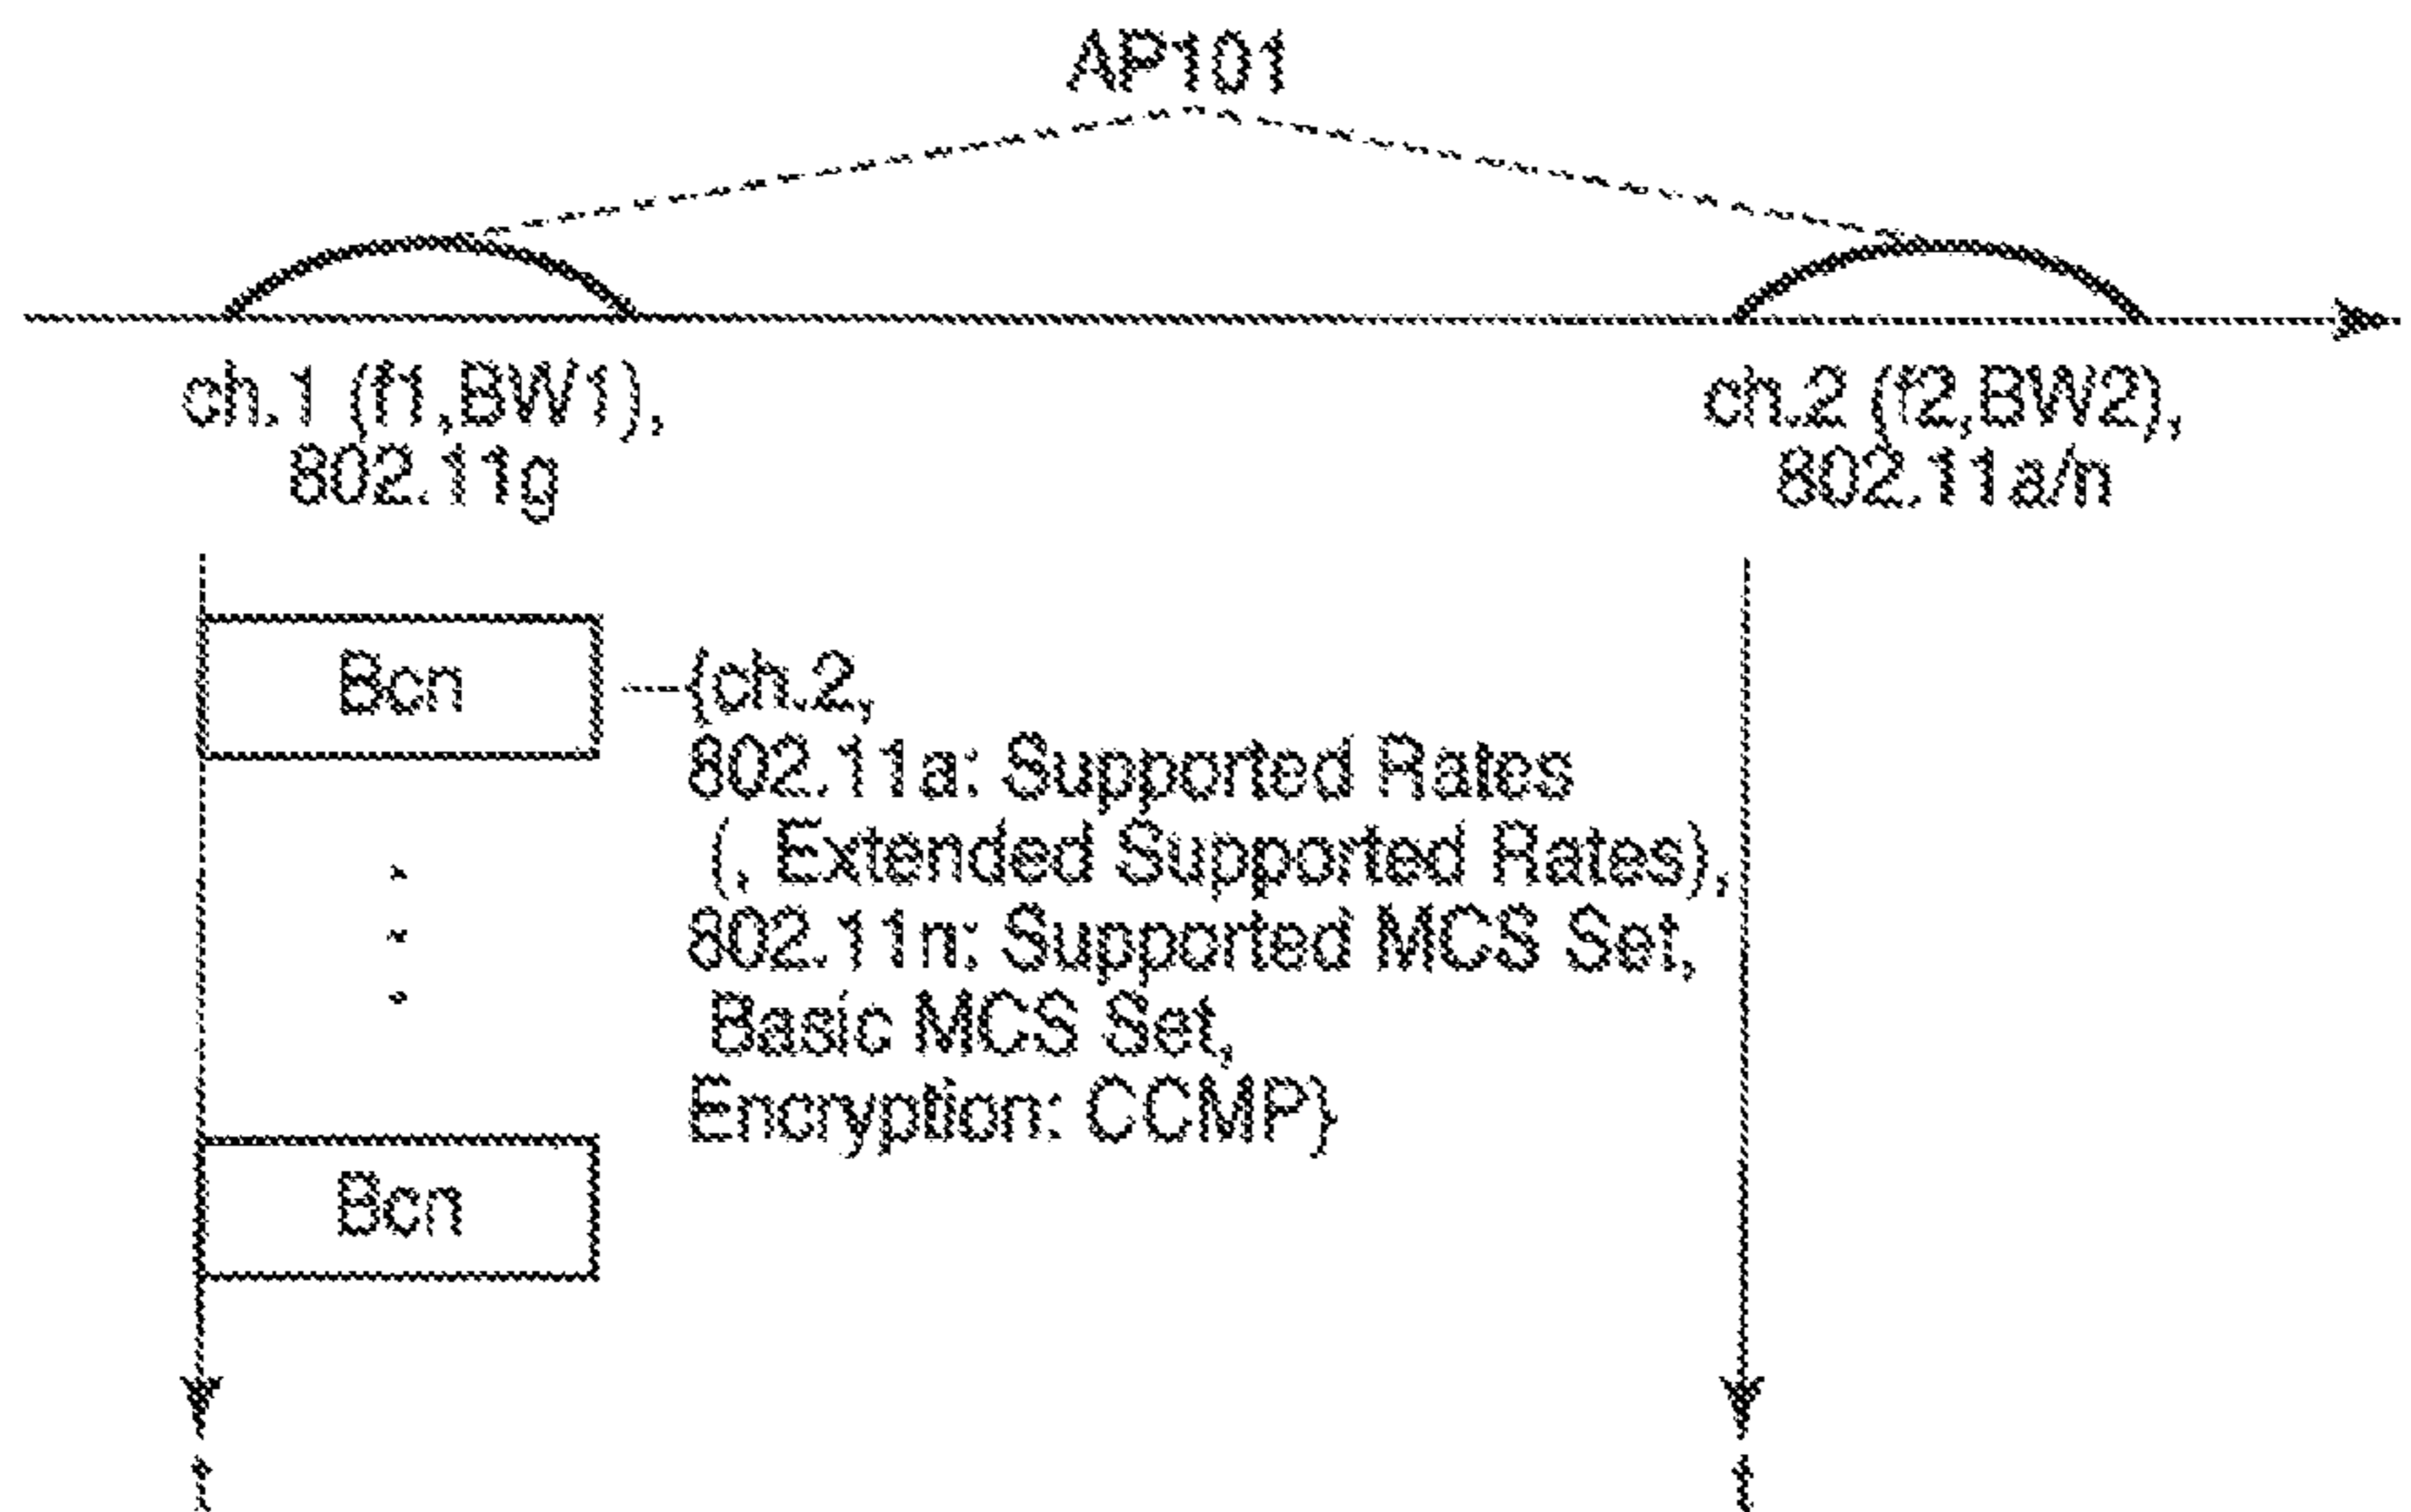 AP101
ch.1 (f1,BW1),
802.11g
ch.2 (f2,BW2),
802.11a/n
Bcn
{ch.2,
802.11a: Supported Rates
(, Extended Supported Rates),
802.11n: Supported MCS Set,
Basic MCS Set,
Encryption: CCMP}
Bcn